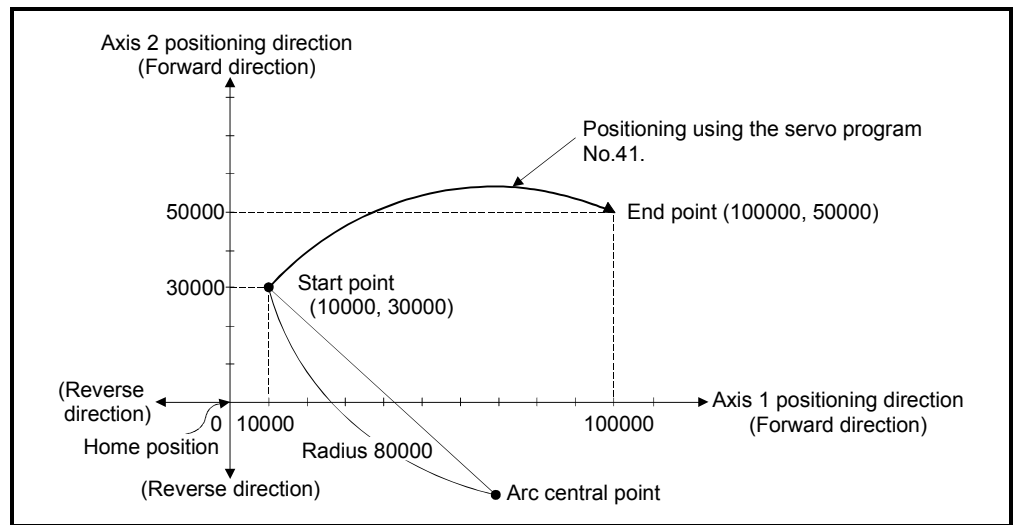 Axis 2 positioning direction
(Forward direction)
Positioning using the servo program
No.41.
50000
End point (100000, 50000)
30000
Start point
(10000, 30000)
(Reverse
direction)
0
10000
100000
Axis 1 positioning direction
(Forward direction)
Home position
Radius 80000
(Reverse direction)
Arc central point